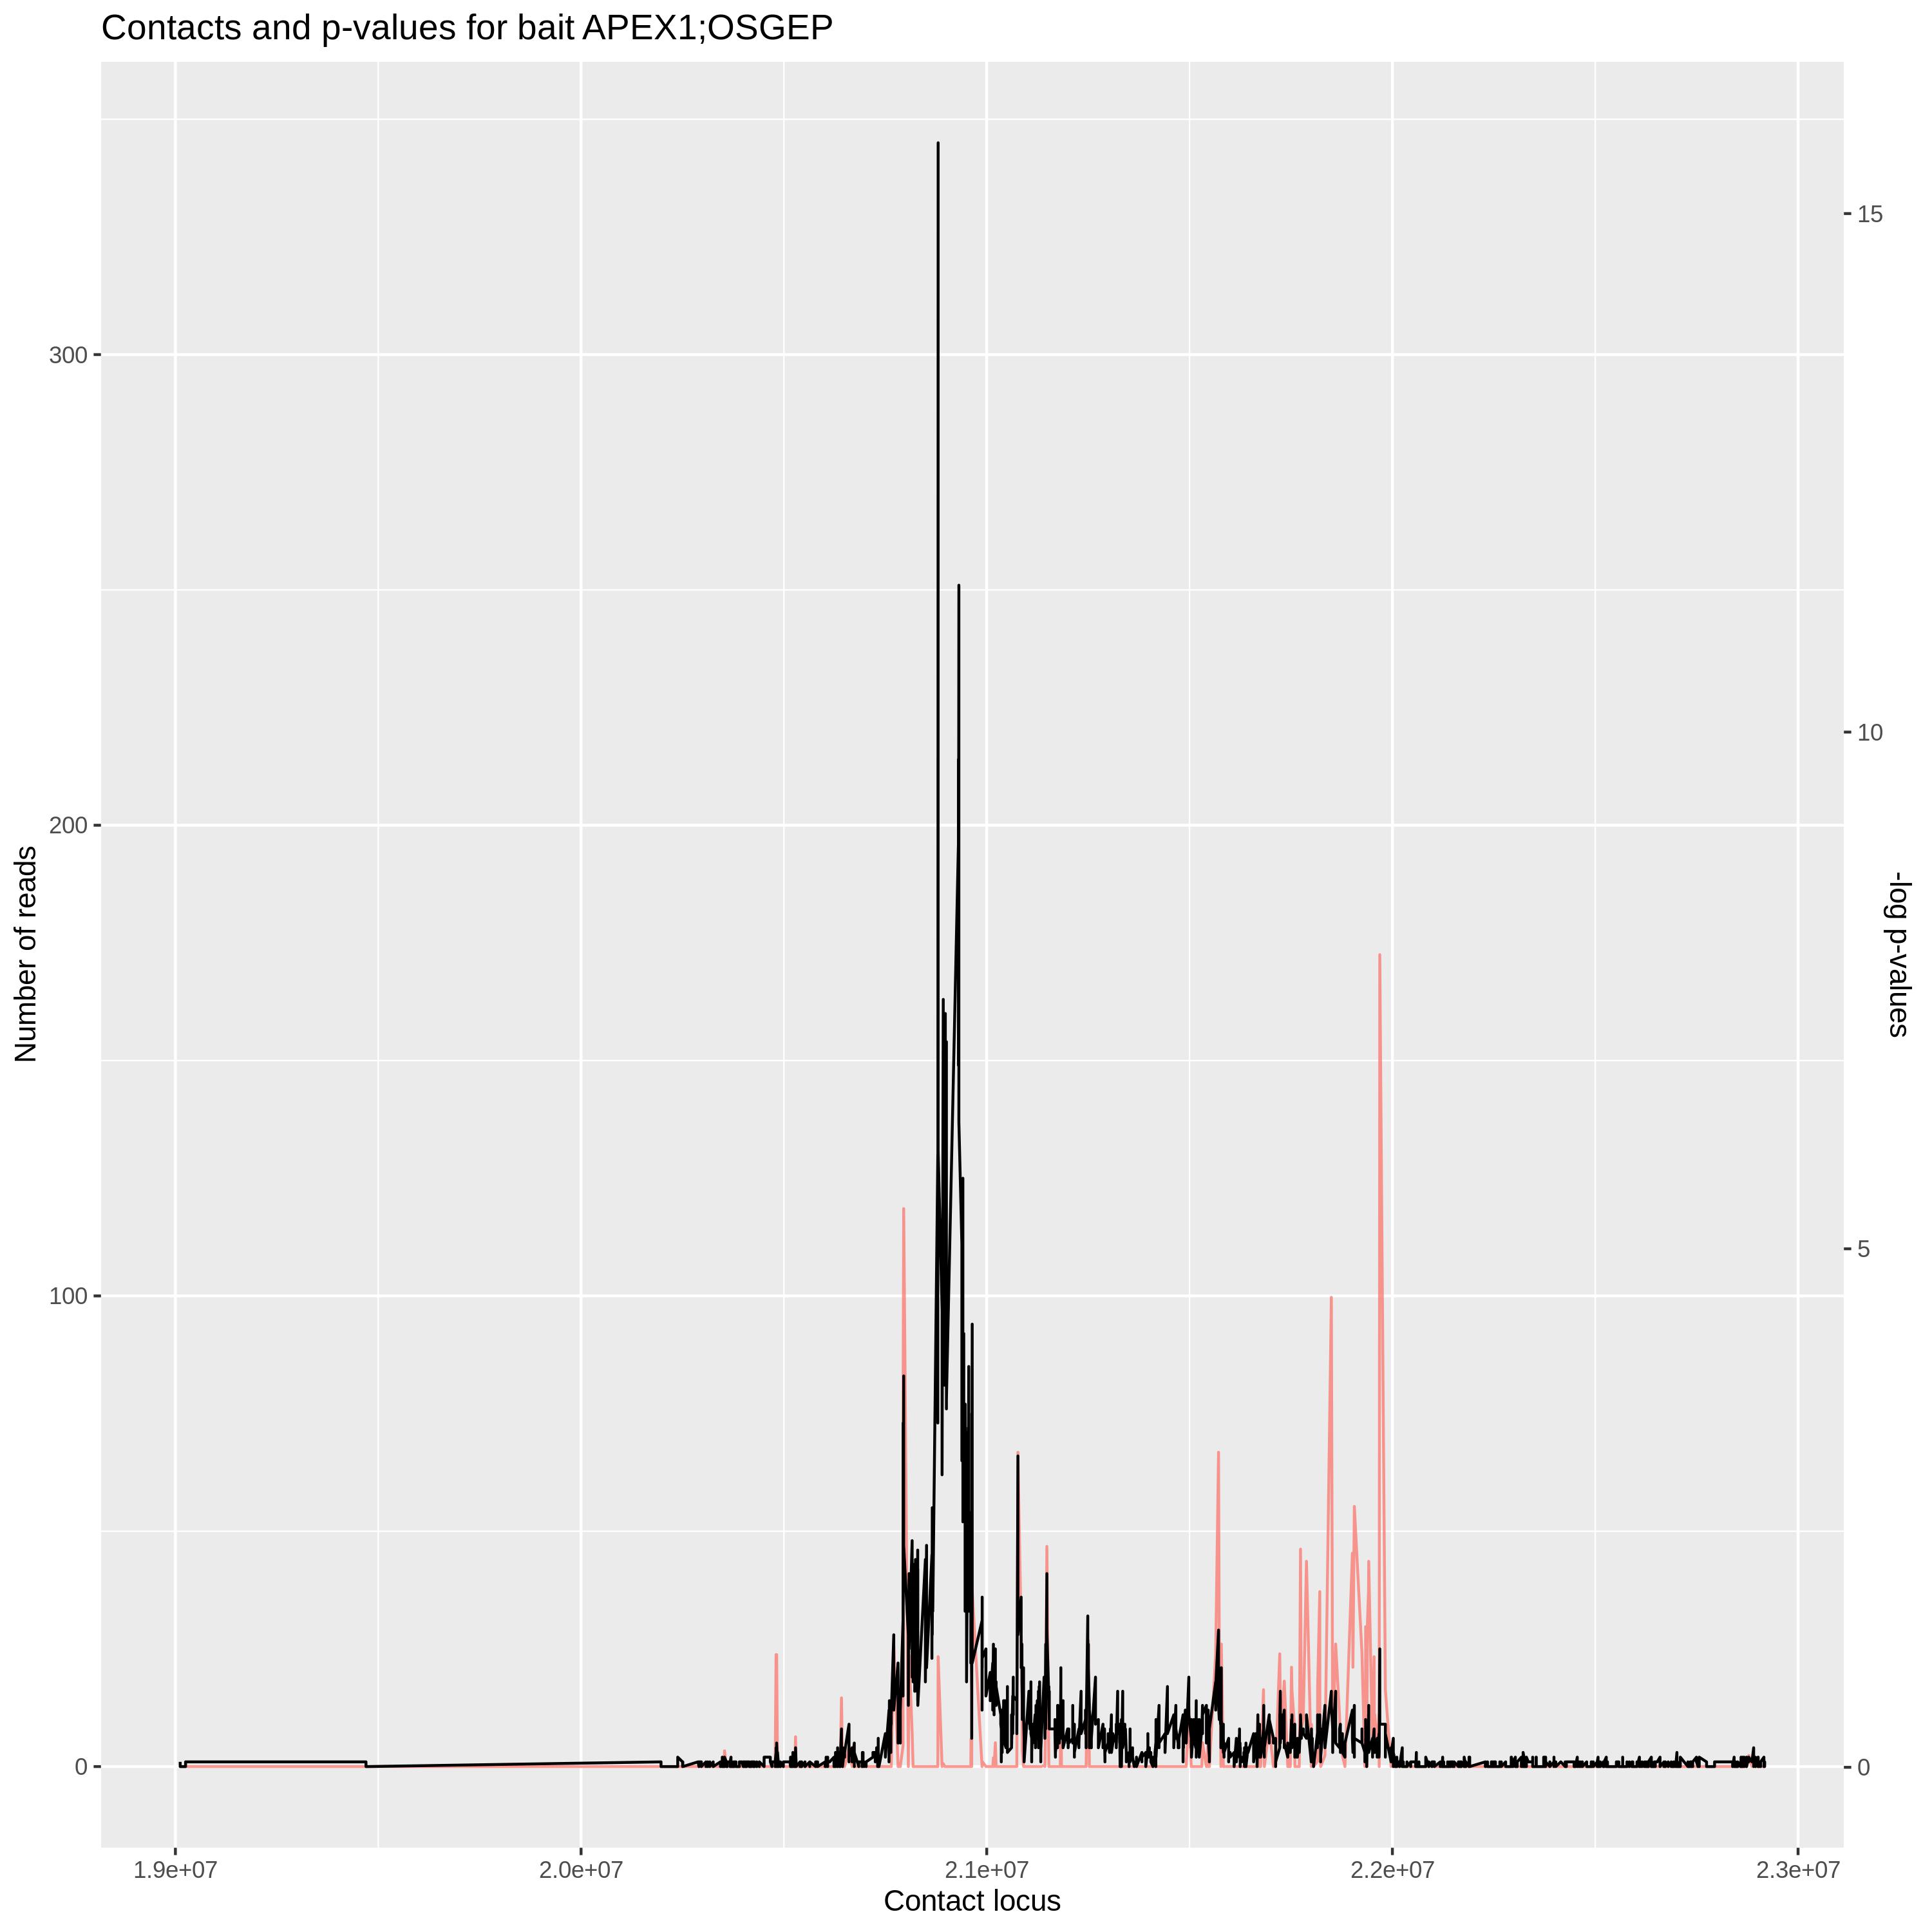 Contacts and p-values for bait APEX1;OSGEP
Number of reads
300
200
100
0
15
10
5
0
-log p-values
1.9e+07 2.0e+07 2.1e+07 2.2e+07 2.3e+07
Contact locus